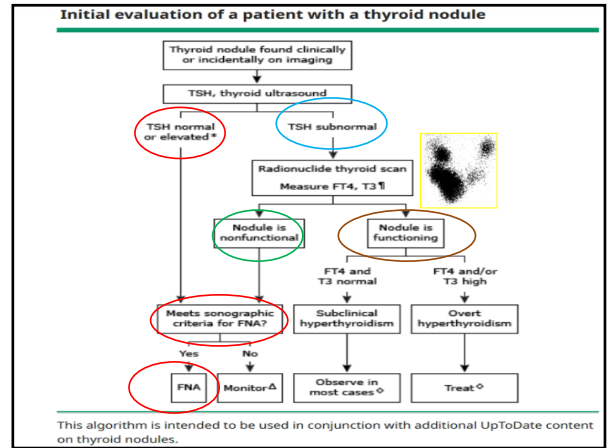 Initial evaluation of a patient with a thyroid nodule
Thyroid nodule found clinically
or incidentally on imaging
TSH, thyroid ultrasound
TSH normal
or elevated*
TSH subnormal
Radionuclide thyroid scan
Measure FT4, T3¶
Nodule is
nonfunctional
Nodule is
functioning
FT4 and
T3 normal
FT4 and/or
T3 high
Meets sonographic
criteria for FNA?
Subclinical
hyperthyroidism
Overt
hyperthyroidism
Yes
No
FNA
MonitorΔ
Observe in
most cases◊
Treat◊
This algorithm is intended to be used in conjunction with additional UpToDate content
on thyroid nodules.